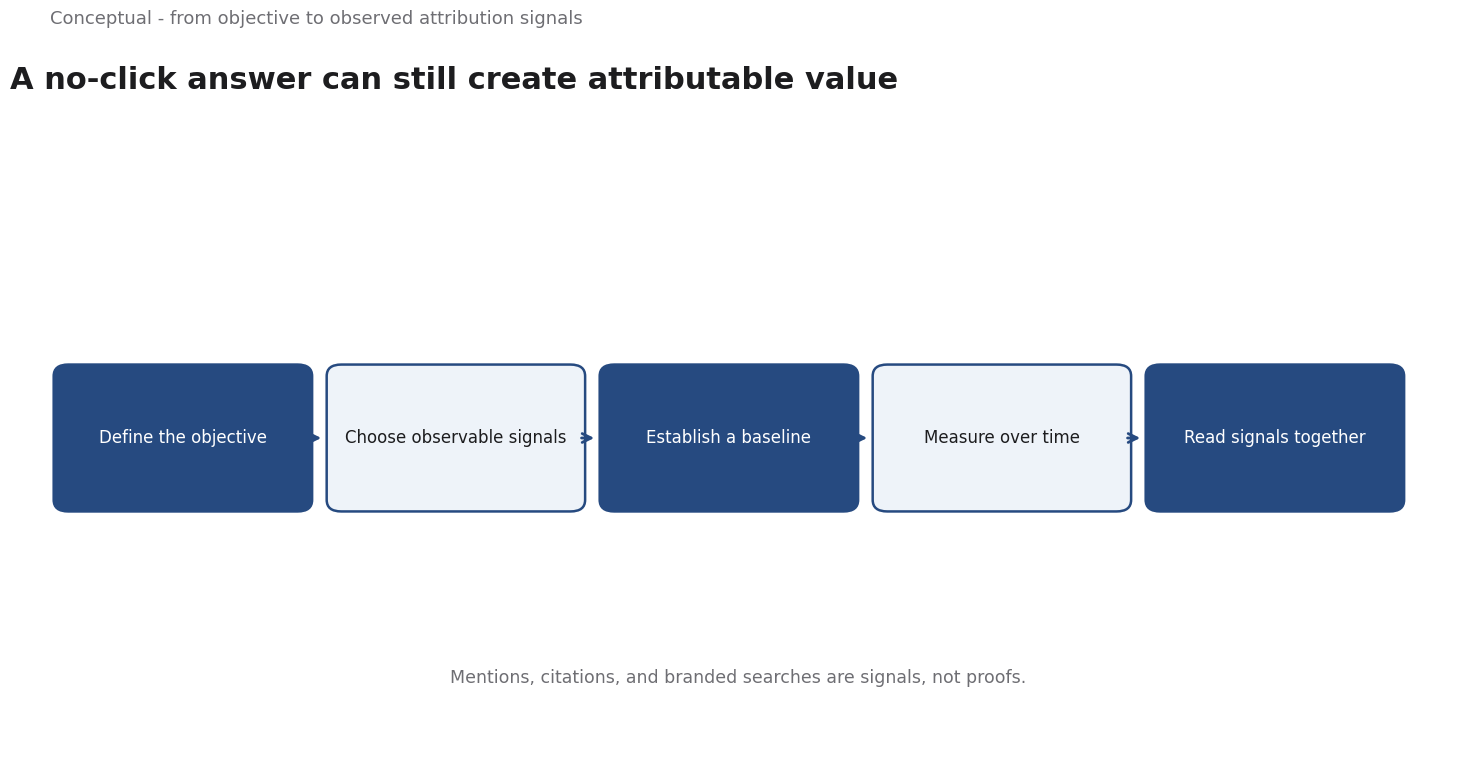 Conceptual - from objective to observed attribution signals
A no-click answer can still create attributable value
Define the objective
Choose observable signals
Establish a baseline
Measure over time
Read signals together
Mentions, citations, and branded searches are signals, not proofs.